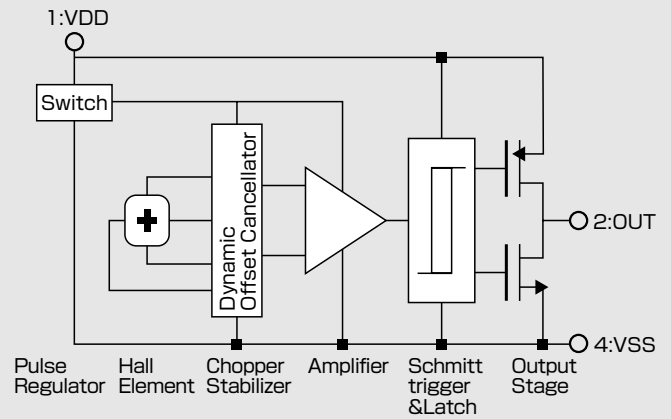 1:VDD
Switch
Dynamic
Offset Cancellator
2:OUT
4:VSS
Pulse
Regulator
Hall
Element
Chopper
Stabilizer
Amplifier
Schmitt
trigger
&Latch
Output
Stage